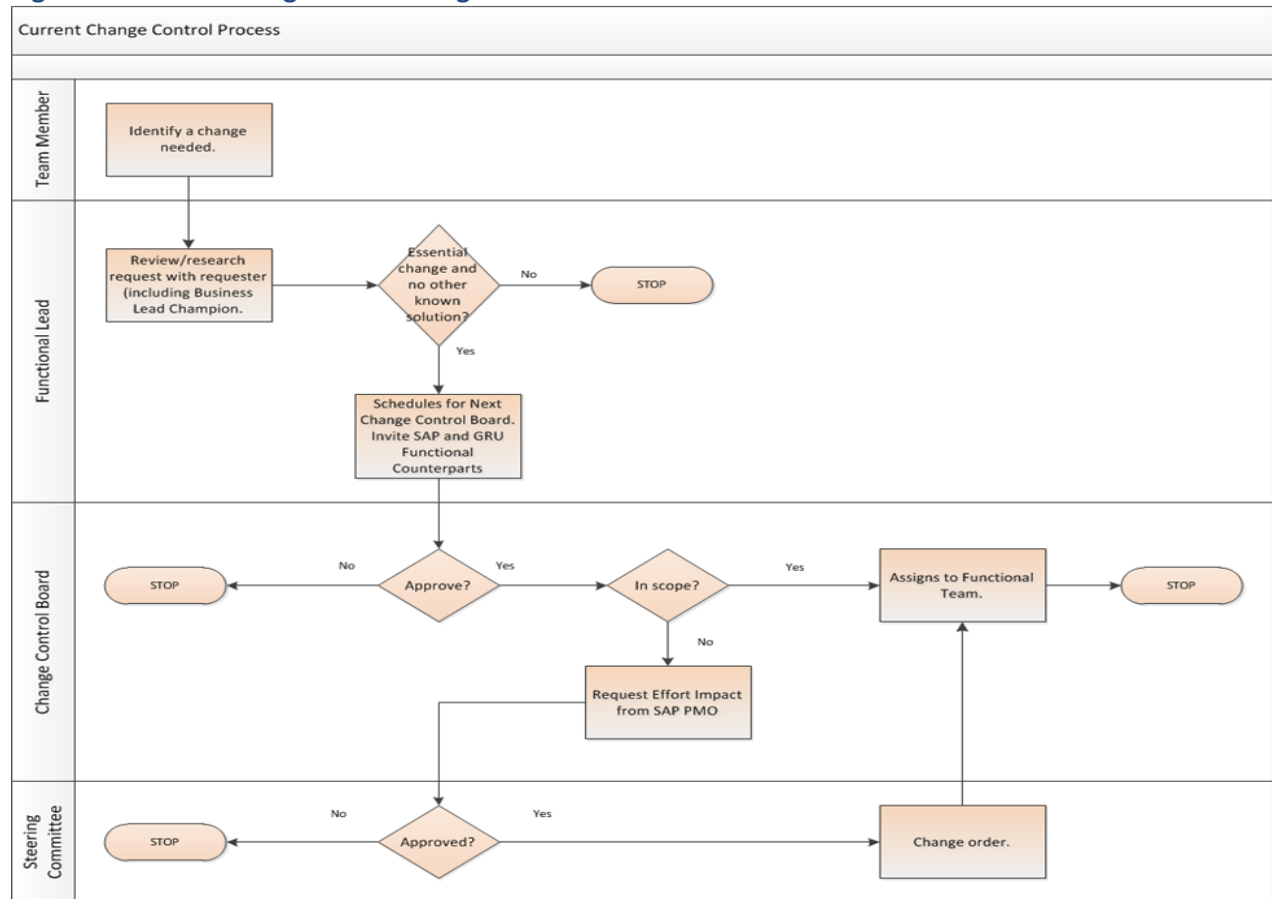 Current Change Control Process
Team Member
Identify a change
needed.
Functional Lead
Review/research
request with requester
(including Business
Lead Champion.
Essential
change and
no other
known
solution?
No
STOP
Yes
Schedules for Next
Change Control Board.
Invite SAP and GRU
Functional
Counterparts
Change Control Board
STOP
No
Approve?
Yes
In scope?
Yes
Assigns to Functional
Team.
STOP
No
Request Effort Impact
from SAP PMO
Steering
Committee
STOP
No
Approved?
Yes
Change order.